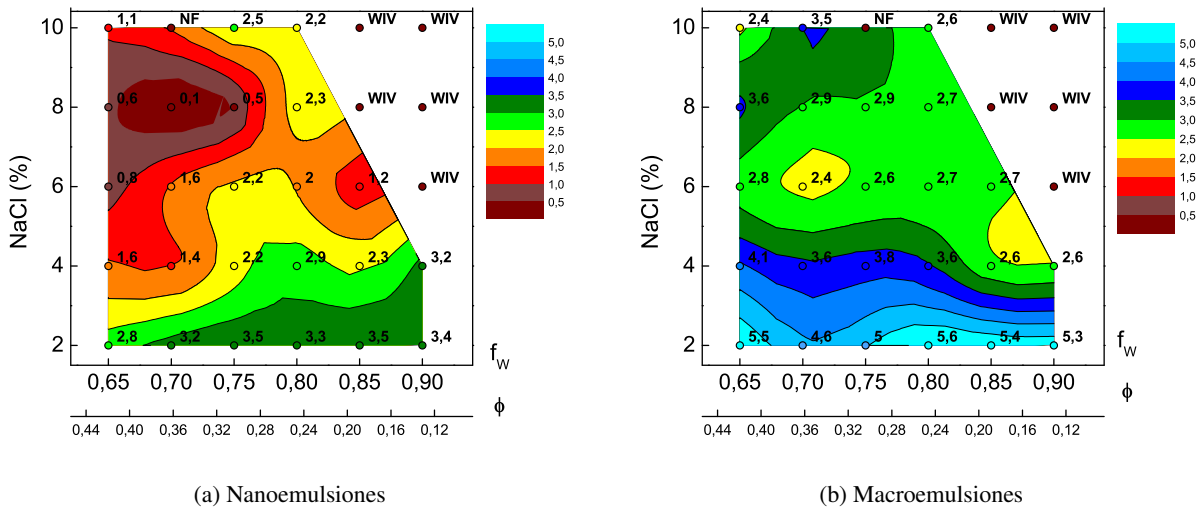 10 1,1 NF 2,5 2,2 WIV WIV
8 0,6 0,1 0,5 2,3 WIV
6 0,8 1,6 2,2 2 1,2 WIV
4 1,6 1,4 2,2 2,9 2,3 3,2
2 2,8 3,2 3,5 3,3 3,5 3,4
NaCl (%)
0,65 0,70 0,75 0,80 0,85 0,90
f_W
ϕ
0,44 0,40 0,36 0,32 0,28 0,24 0,20 0,16 0,12
5,0
4,5
4,0
3,5
3,0
2,5
2,0
1,5
1,0
0,5
(a) Nanoemulsiones
10 2,4 3,5 NF 2,6 WIV WIV
8 3,6 2,9 2,9 2,7 WIV WIV
6 2,8 2,4 2,6 2,7 2,7 WIV
4 4,1 3,6 3,8 3,6 2,6 2,6
2 5,5 4,6 5 5,6 5,4 5,3
NaCl (%)
0,65 0,70 0,75 0,80 0,85 0,90
f_W
ϕ
0,44 0,40 0,36 0,32 0,28 0,24 0,20 0,16 0,12
5,0
4,5
4,0
3,5
3,0
2,5
2,0
1,5
1,0
0,5
(b) Macroemulsiones